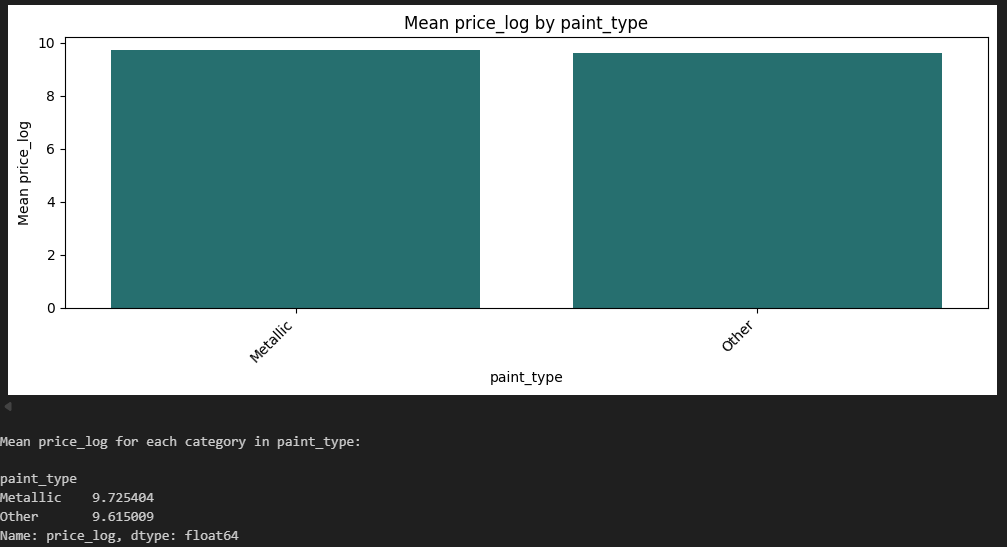 Mean price_log by paint_type
10
8
6
4
2
0
Mean price_log
Metallic
Other
paint_type
Mean price_log for each category in paint_type:
paint_type
Metallic    9.725404
Other       9.615009
Name: price_log, dtype: float64